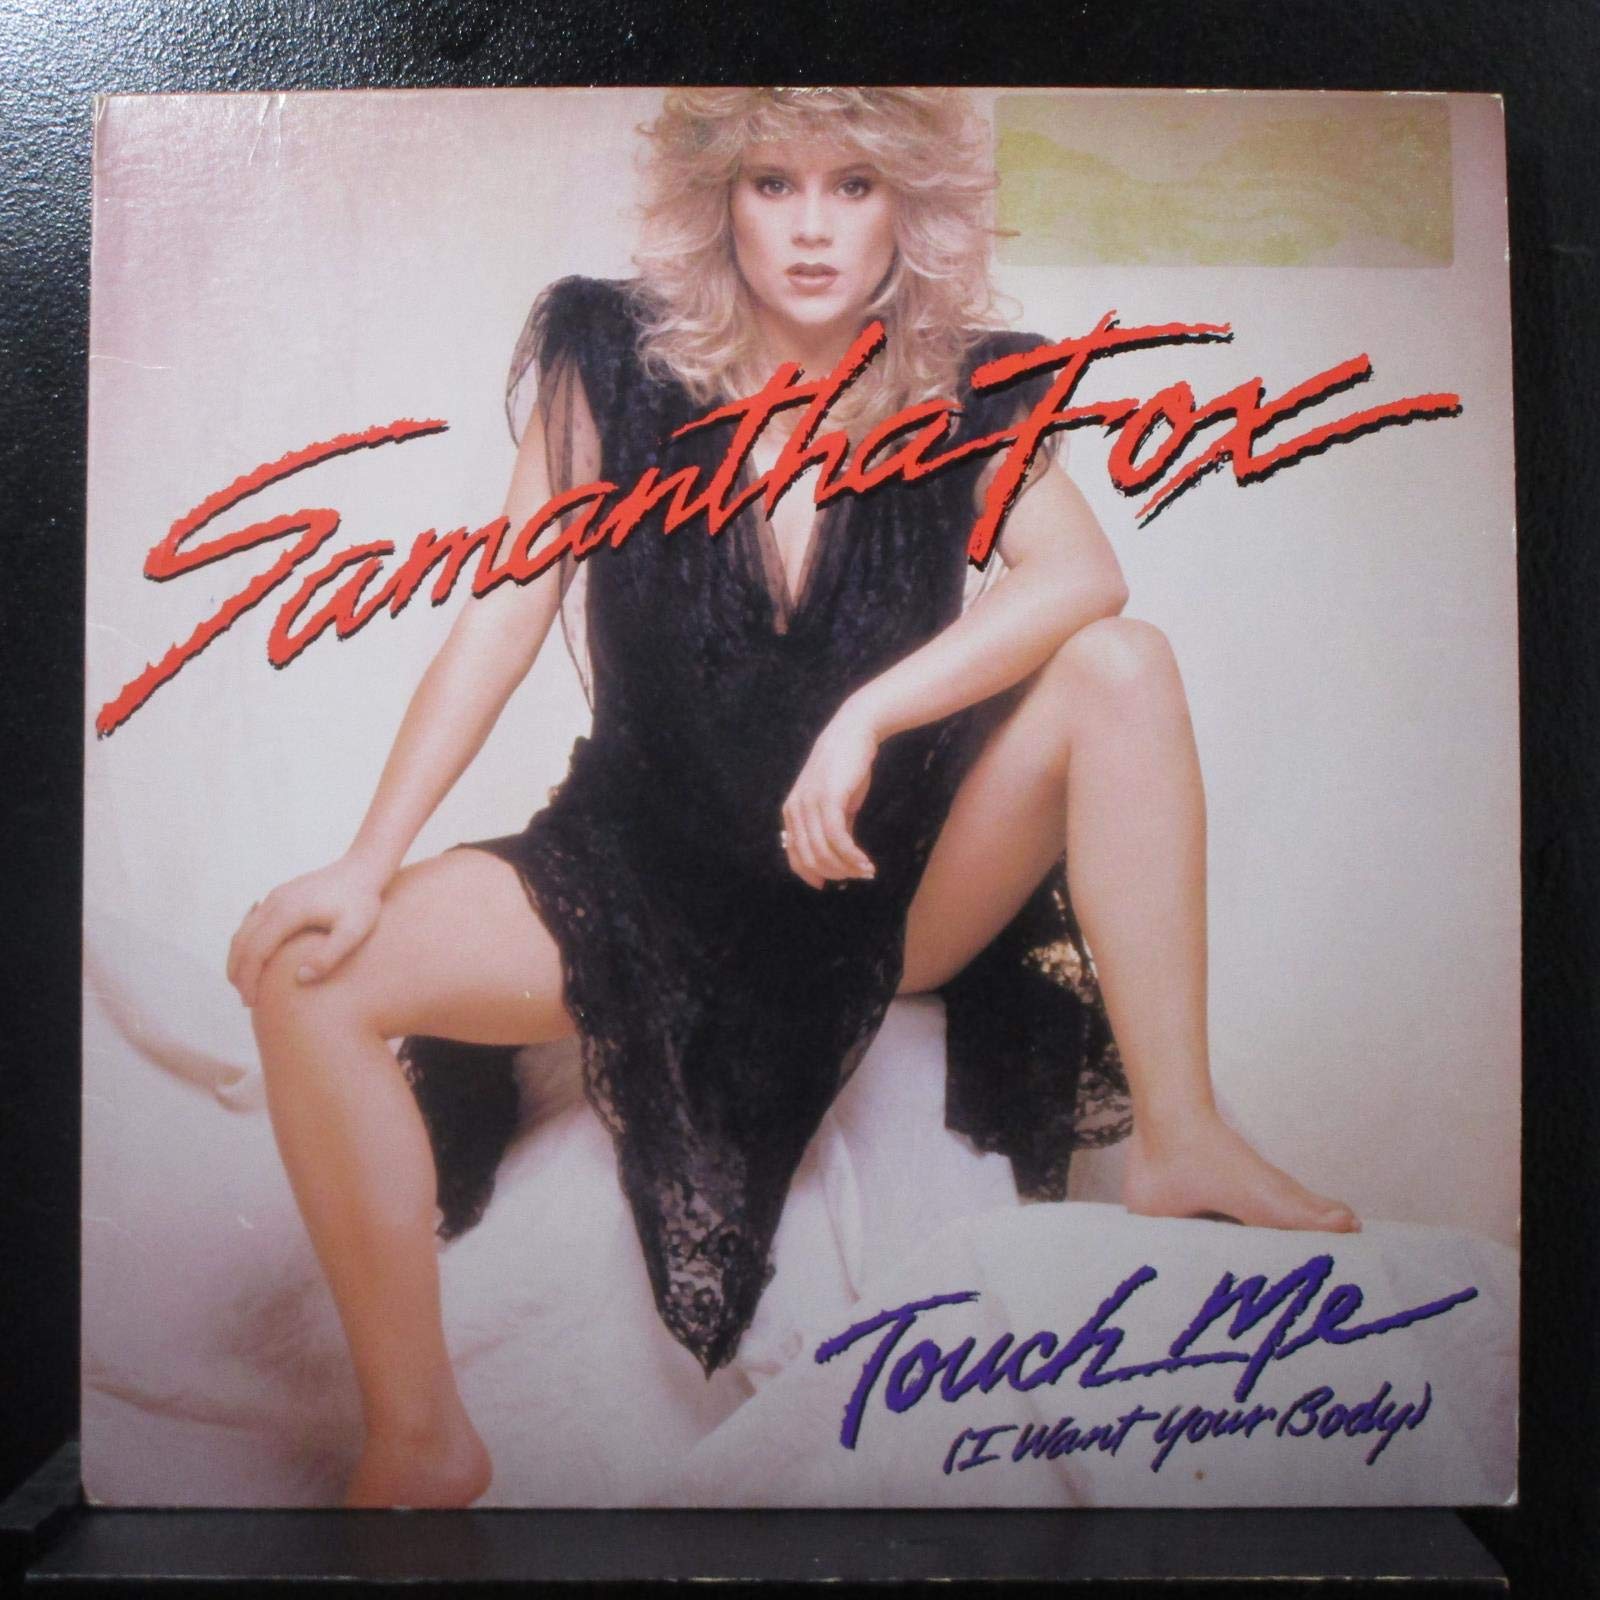 Samantha Fox
Touch Me
(I Want Your Body)